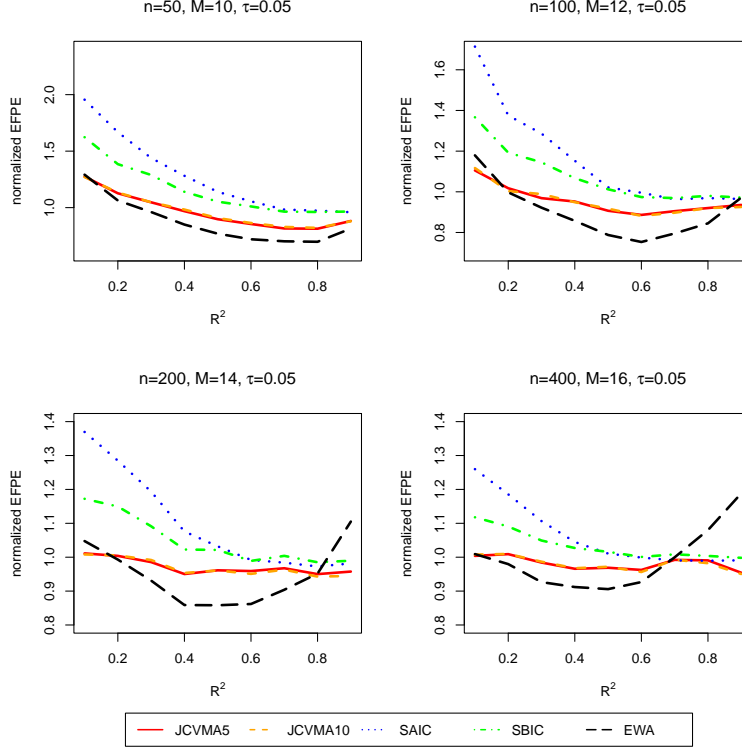 n=50, M=10, τ=0.05
normalized EFPE
1.0 1.5 2.0
0.2 0.4 0.6 0.8
R²
n=100, M=12, τ=0.05
normalized EFPE
0.8 1.0 1.2 1.4 1.6
0.2 0.4 0.6 0.8
R²
n=200, M=14, τ=0.05
normalized EFPE
0.8 0.9 1.0 1.1 1.2 1.3 1.4
0.2 0.4 0.6 0.8
R²
n=400, M=16, τ=0.05
normalized EFPE
0.8 0.9 1.0 1.1 1.2 1.3 1.4
0.2 0.4 0.6 0.8
R²
JCVMA5 JCVMA10 SAIC SBIC EWA